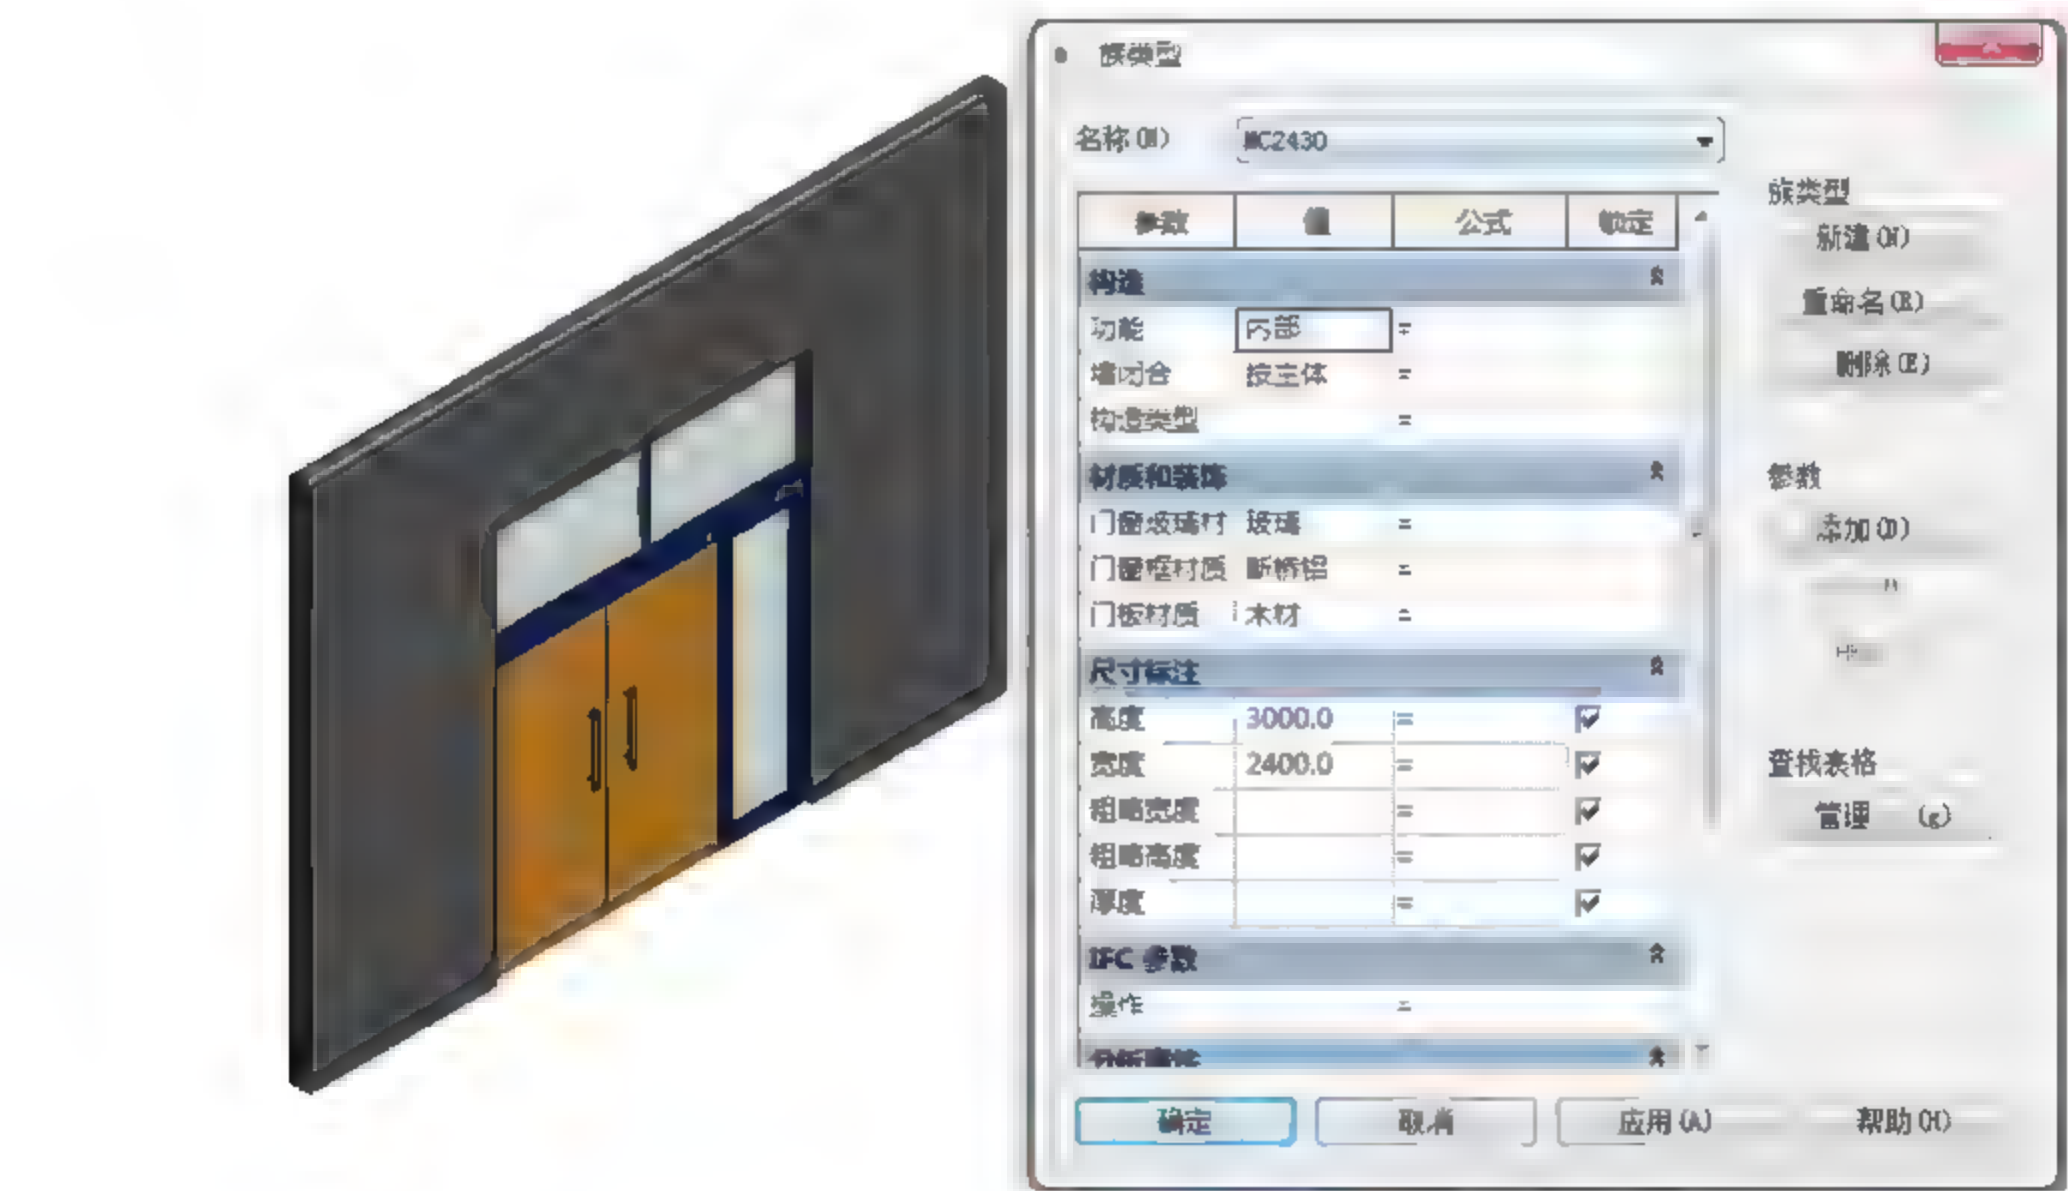 族类型
名称(N)
MC2430
参数 值 公式 锁定
构造
功能 内部 =
墙闭合 按主体 =
构造类型 =
材质和装饰
门窗玻璃材 玻璃 =
门窗框材质 断桥铝 =
门板材质 木材 =
尺寸标注
高度 3000.0 =
宽度 2400.0 =
粗略宽度 =
粗略高度 =
厚度 =
IFC 参数
操作 =
族类型
新建(N)
重命名(R)
删除(E)
参数
添加(D)
查找表格
管理 (g)
确定 取消 应用(A) 帮助(H)